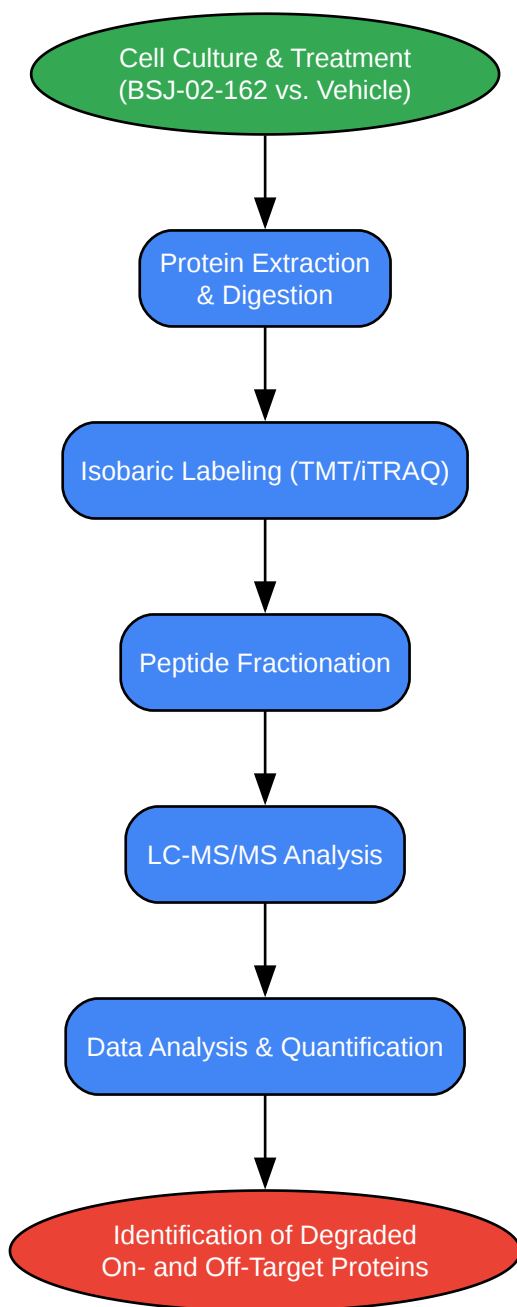 Cell Culture & Treatment
(BSJ-02-162 vs. Vehicle)
Protein Extraction
& Digestion
Isobaric Labeling (TMT/iTRAQ)
Peptide Fractionation
LC-MS/MS Analysis
Data Analysis & Quantification
Identification of Degraded
On- and Off-Target Proteins